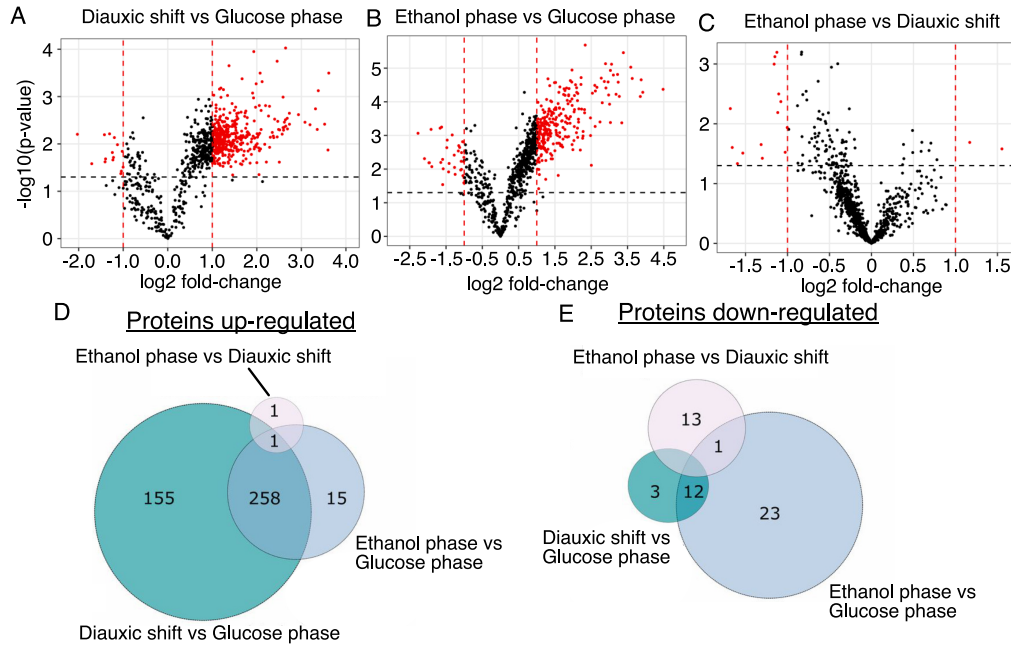 A
Diauxic shift vs Glucose phase
-log10(p-value)
4
3
2
1
0
-2.0 -1.0 0.0 1.0 2.0 3.0 4.0
log2 fold-change
B
Ethanol phase vs Glucose phase
5
4
3
2
1
0
-2.5 -1.5 -0.5 0.5 1.5 2.5 3.5 4.5
log2 fold-change
C
Ethanol phase vs Diauxic shift
3
2
1
0
-1.5 -1.0 -0.5 0 0.5 1.0 1.5
log2 fold-change
D
Proteins up-regulated
Ethanol phase vs Diauxic shift
1
1
155 258 15
Ethanol phase vs
Glucose phase
Diauxic shift vs Glucose phase
E
Proteins down-regulated
Ethanol phase vs Diauxic shift
13
1
3 12 23
Diauxic shift vs
Glucose phase
Ethanol phase vs
Glucose phase